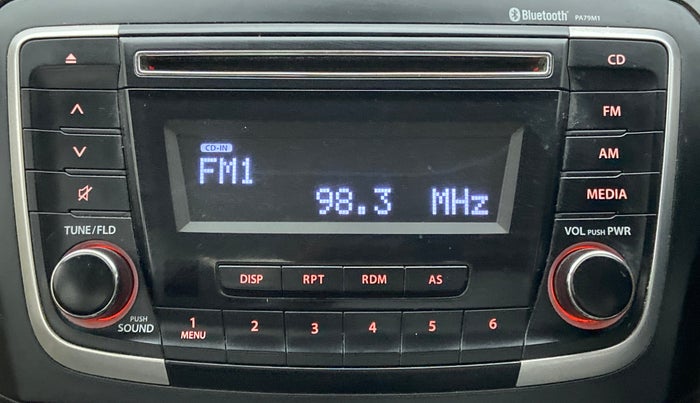 Bluetooth® PA79M1
CD
FM
AM
MEDIA
CD-IN
FM1
98.3 MHz
TUNE/FLD
VOL PUSH PWR
DISP RPT RDM AS
PUSH
SOUND
1 2 3 4 5 6
MENU